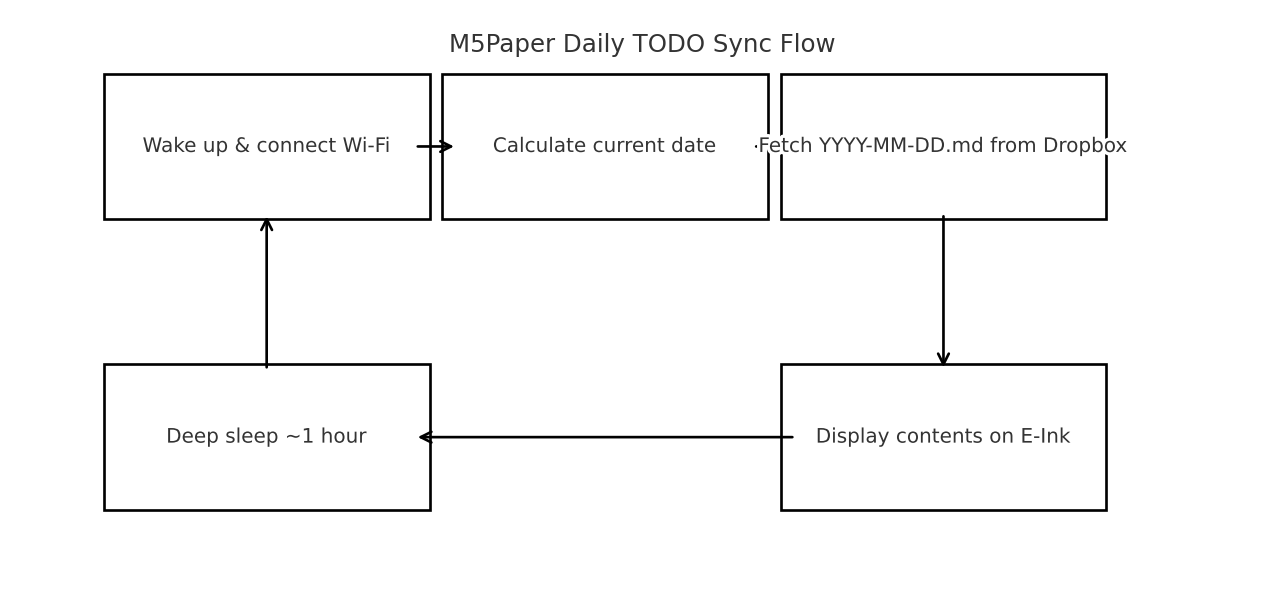 M5Paper Daily TODO Sync Flow
Wake up & connect Wi-Fi
Calculate current date
Fetch YYYY-MM-DD.md from Dropbox
Deep sleep ~1 hour
Display contents on E-Ink